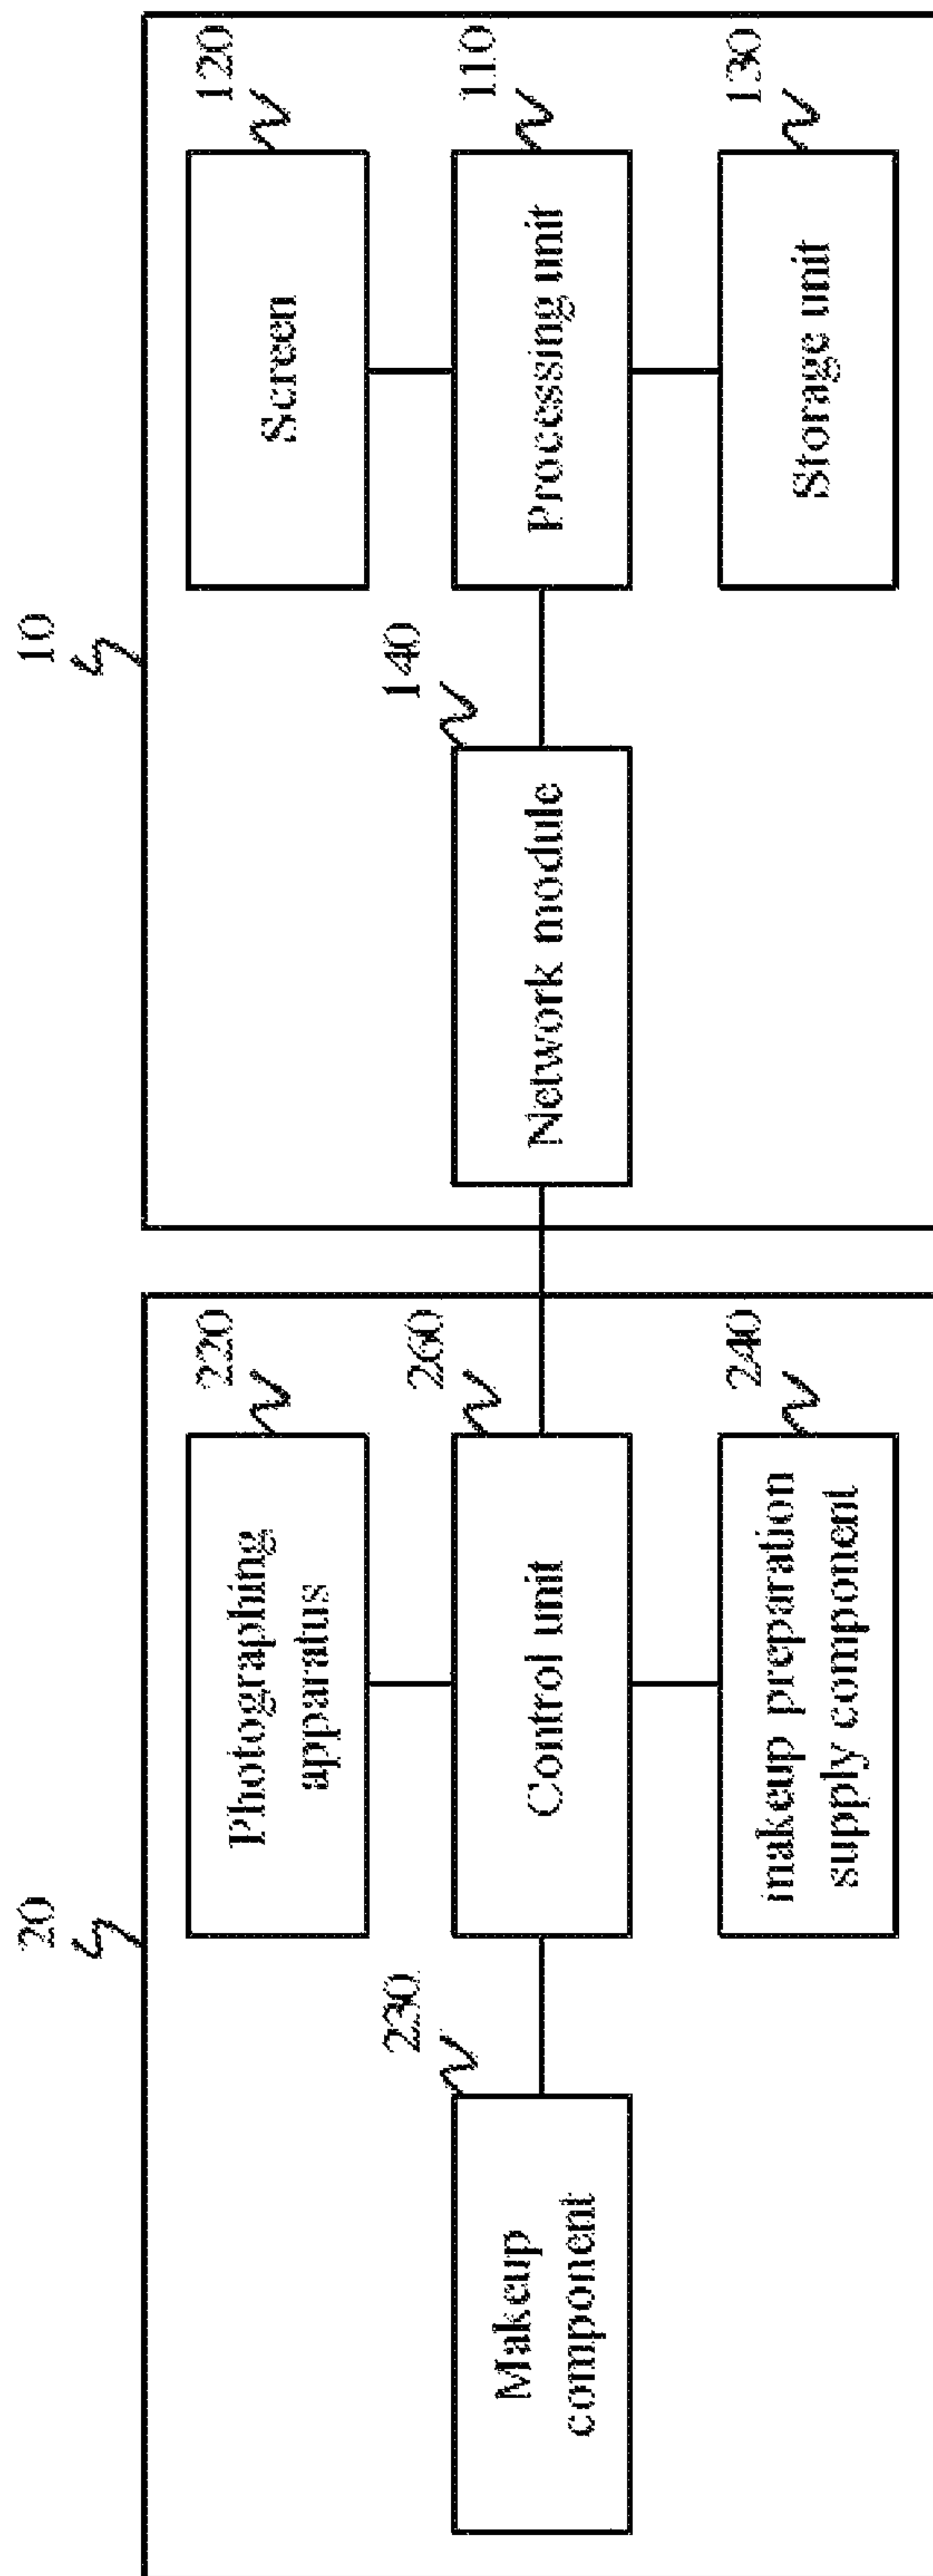 20
10
220
Photographing
apparatus
120
Screen
230
Makeup
component
260
Control unit
140
Network module
110
Processing unit
240
makeup preparation
supply component
130
Storage unit